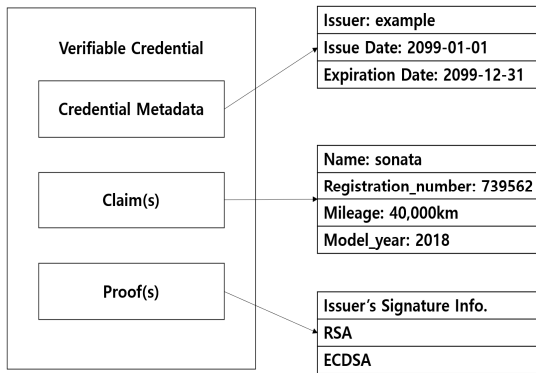 Verifiable Credential
Credential Metadata
Claim(s)
Proof(s)
Issuer: example
Issue Date: 2099-01-01
Expiration Date: 2099-12-31
Name: sonata
Registration_number: 739562
Mileage: 40,000km
Model_year: 2018
Issuer's Signature Info.
RSA
ECDSA